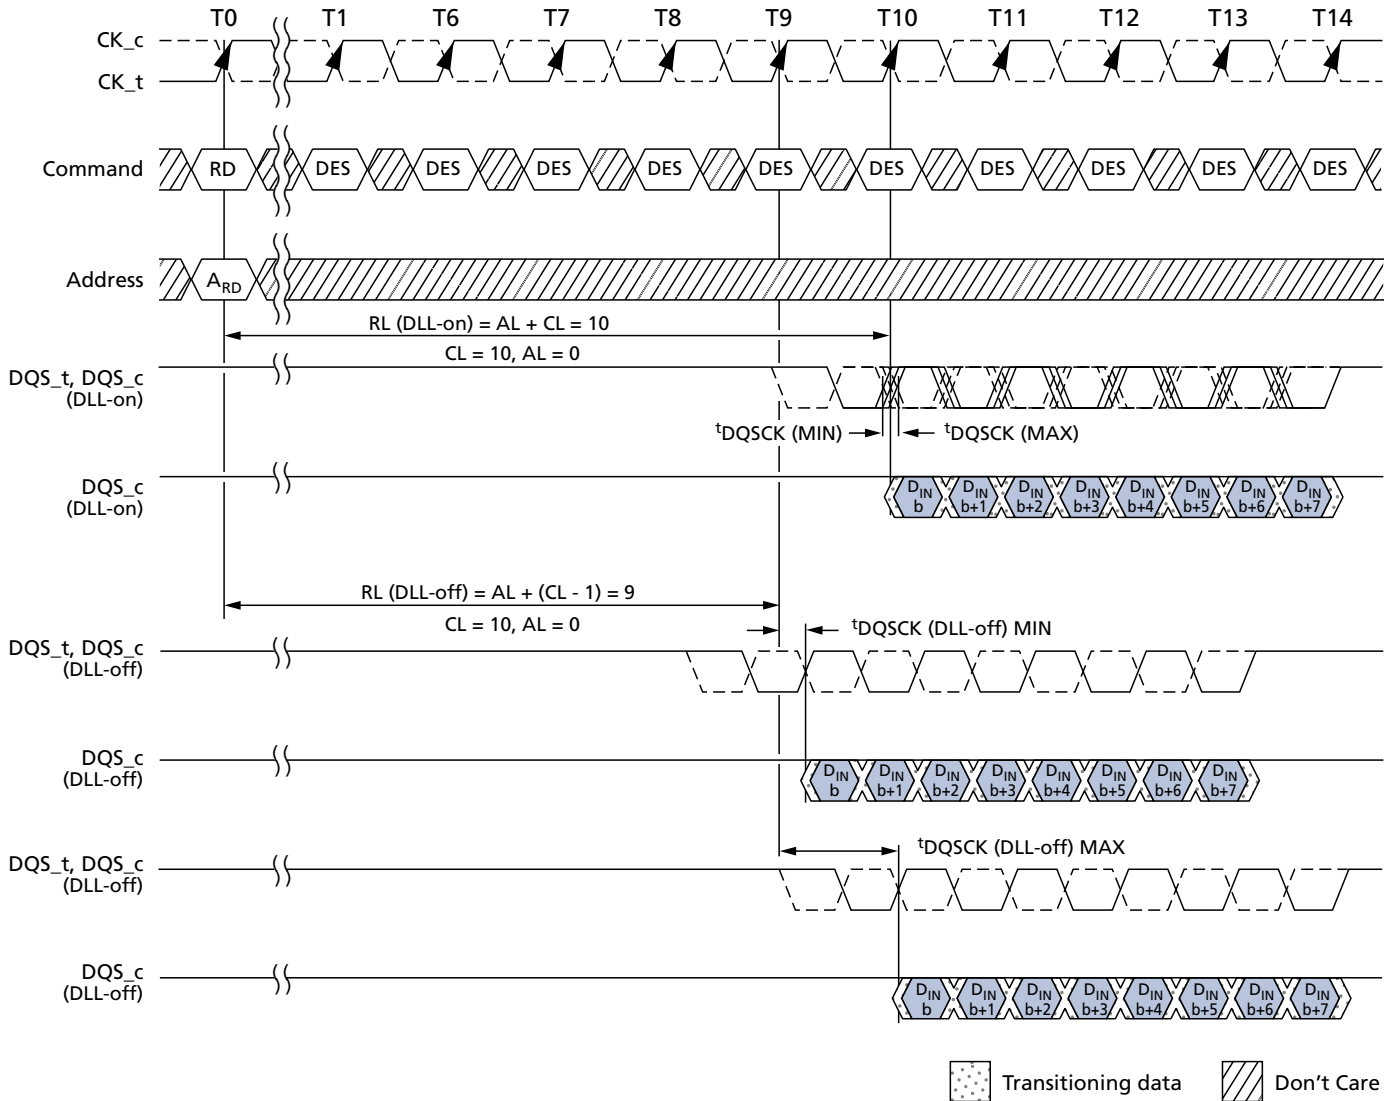 T0 T1 T6 T7 T8 T9 T10 T11 T12 T13 T14
CK_c
CK_t
Command RD DES DES DES DES DES DES DES DES DES DES
Address ARD
RL (DLL-on) = AL + CL = 10
CL = 10, AL = 0
DQS_t, DQS_c
(DLL-on)
tDQSCK (MIN) tDQSCK (MAX)
DQS_c
(DLL-on)
DIN DIN DIN DIN DIN DIN DIN DIN
b b+1 b+2 b+3 b+4 b+5 b+6 b+7
RL (DLL-off) = AL + (CL - 1) = 9
CL = 10, AL = 0
tDQSCK (DLL-off) MIN
DQS_t, DQS_c
(DLL-off)
DQS_c
(DLL-off)
DIN DIN DIN DIN DIN DIN DIN DIN
b b+1 b+2 b+3 b+4 b+5 b+6 b+7
tDQSCK (DLL-off) MAX
DQS_t, DQS_c
(DLL-off)
DQS_c
(DLL-off)
DIN DIN DIN DIN DIN DIN DIN DIN
b b+1 b+2 b+3 b+4 b+5 b+6 b+7
Transitioning data Don't Care